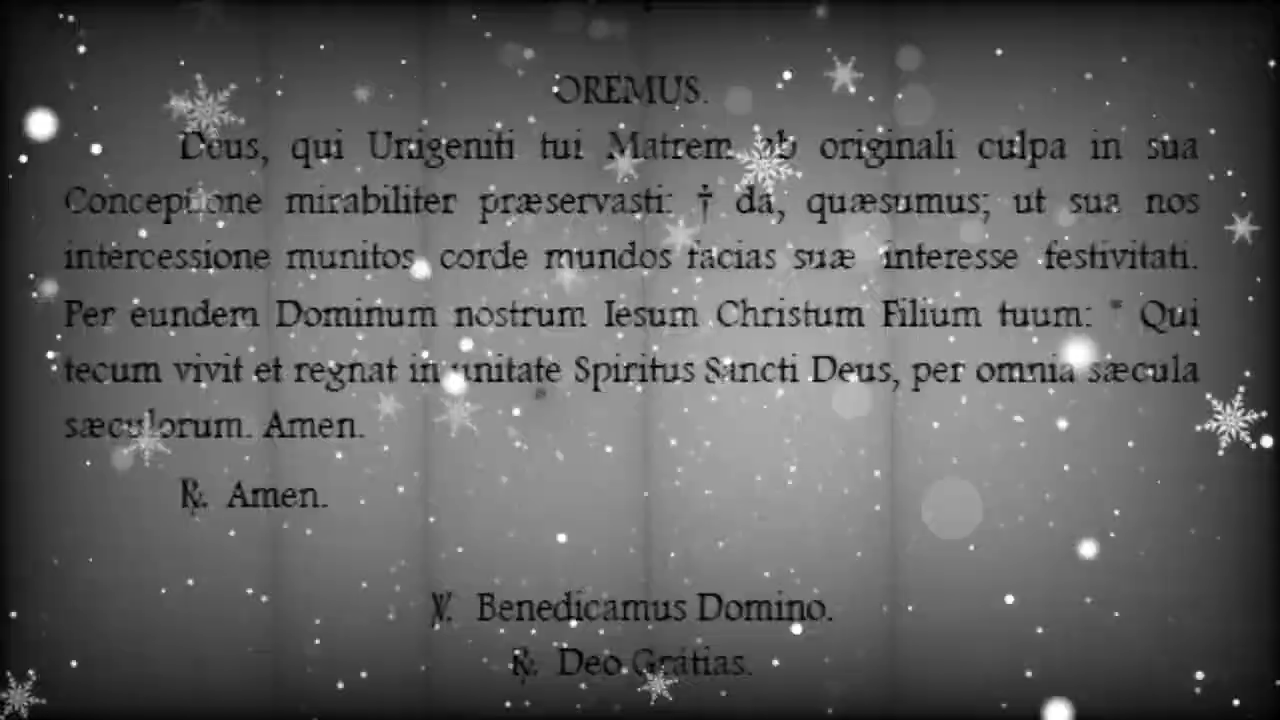 OREMUS.
Deus, qui Unigeniti tui Matrem ab originali culpa in sua
Conceptione mirabiliter præservasti: † da, quæsumus; ut sua nos
intercessione munitos corde mundos facias suæ interesse festivitati.
Per eundem Dominum nostrum Iesum Christum Filium tuum: * Qui
tecum vivit et regnat in unitate Spiritus Sancti Deus, per omnia sæcula
sæculorum. Amen.
℟. Amen.
℣. Benedicamus Domino.
℟. Deo Grátias.